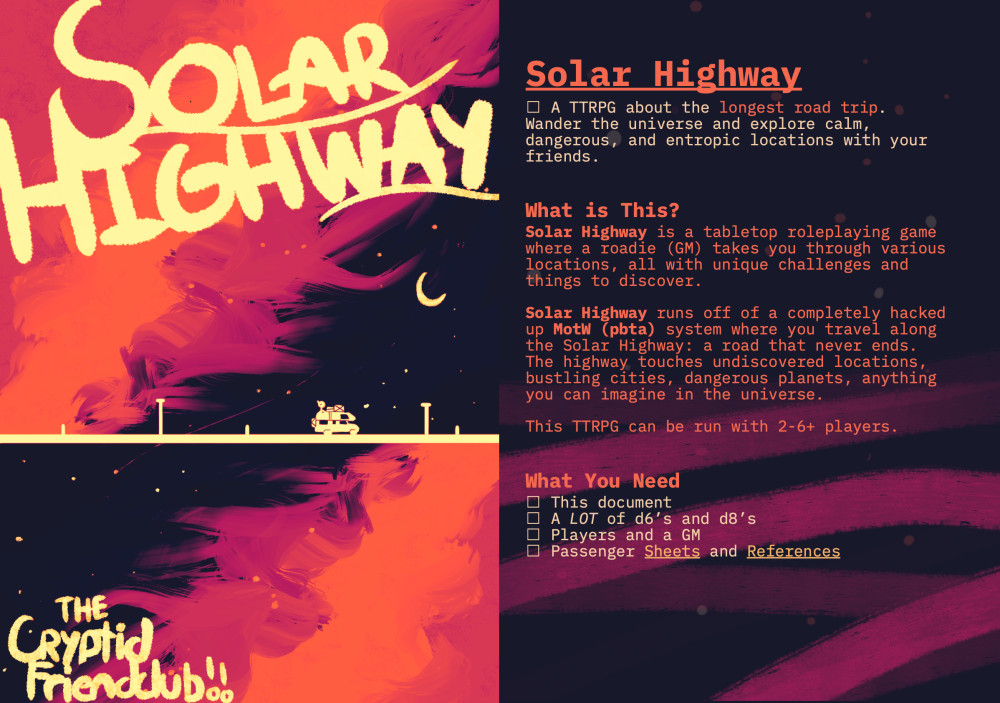 SOLAR
HIGHWAY
THE
CRyptid
Friendclub!!
Solar Highway
☐ A TTRPG about the longest road trip.
Wander the universe and explore calm,
dangerous, and entropic locations with your
friends.
What is This?
Solar Highway is a tabletop roleplaying game
where a roadie (GM) takes you through various
locations, all with unique challenges and
things to discover.
Solar Highway runs off of a completely hacked
up MotW (pbta) system where you travel along
the Solar Highway: a road that never ends.
The highway touches undiscovered locations,
bustling cities, dangerous planets, anything
you can imagine in the universe.
This TTRPG can be run with 2-6+ players.
What You Need
☐ This document
☐ A LOT of d6’s and d8’s
☐ Players and a GM
☐ Passenger Sheets and References